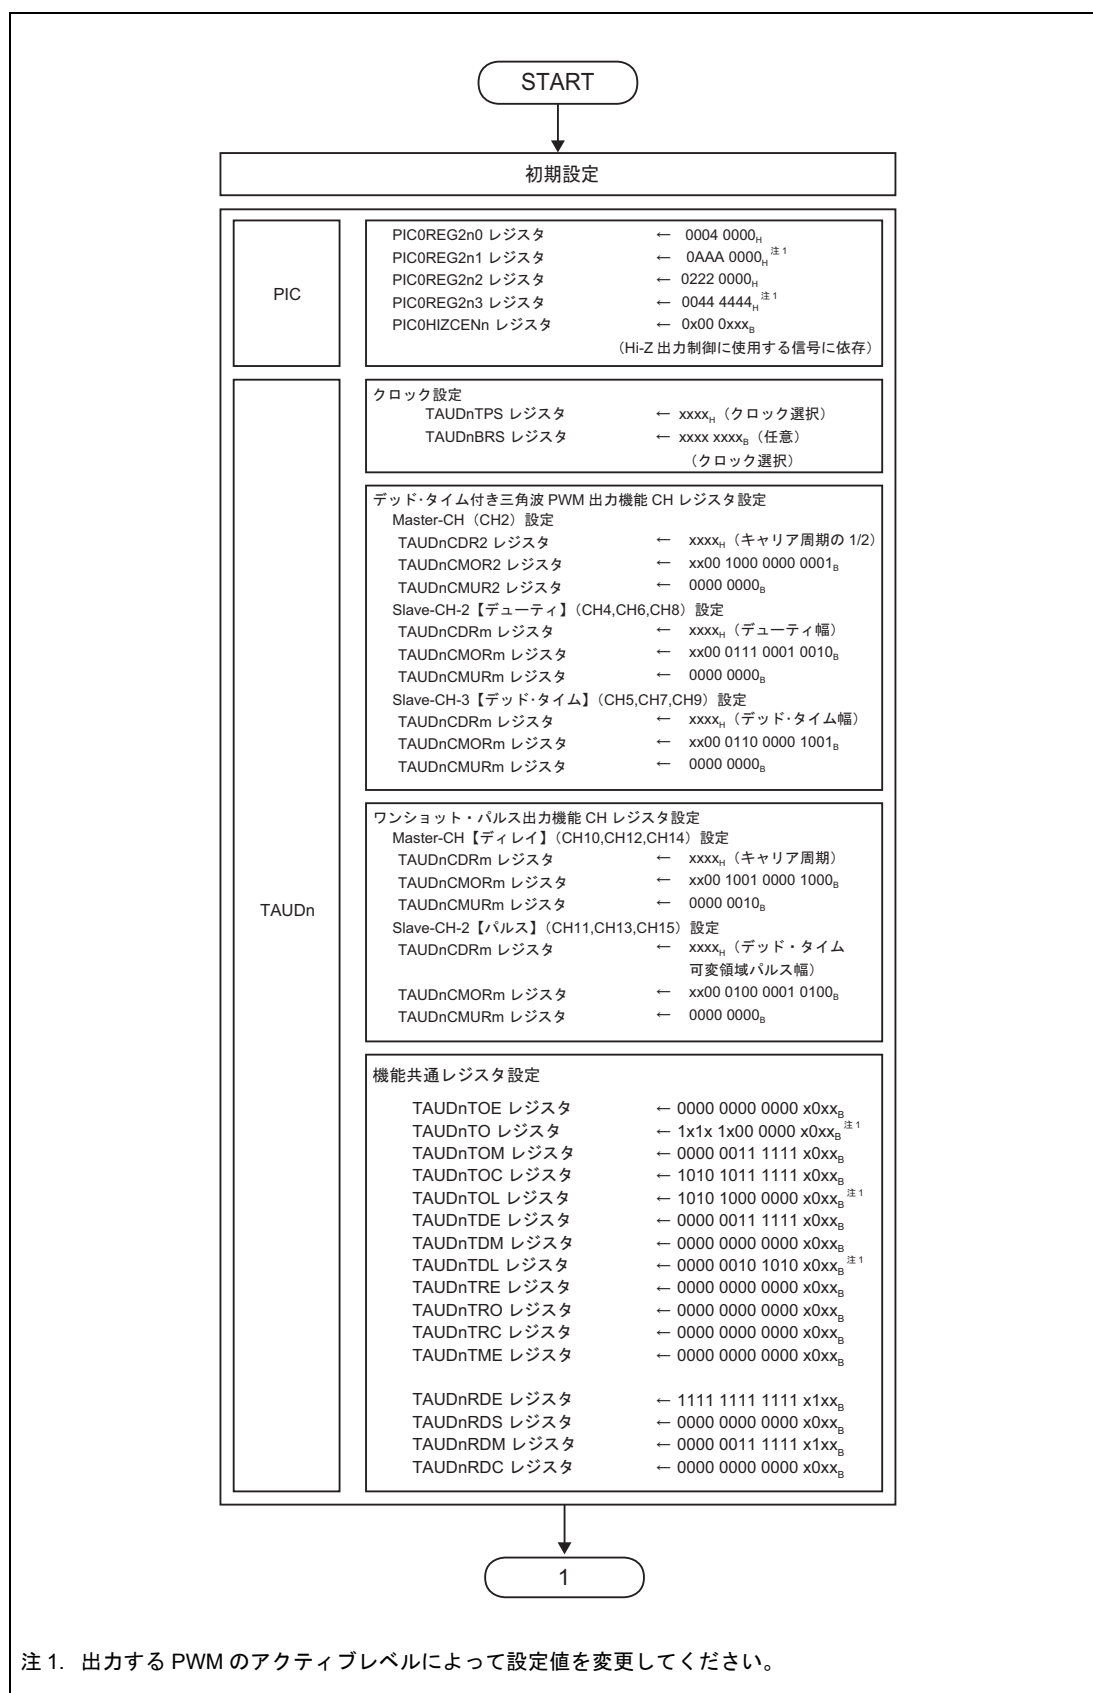 START
初期設定
PIC
PIC0REG2n0 レジスタ ← 0004 0000H
PIC0REG2n1 レジスタ ← 0AAA 0000H 注1
PIC0REG2n2 レジスタ ← 0222 0000H
PIC0REG2n3 レジスタ ← 0044 4444H 注1
PIC0HIZCENn レジスタ ← 0x00 0xxxB
（Hi-Z 出力制御に使用する信号に依存）
TAUDn
クロック設定
TAUDnTPS レジスタ ← xxxxH（クロック選択）
TAUDnBRS レジスタ ← xxxx xxxxB（任意）
（クロック選択）
デッド･タイム付き三角波 PWM 出力機能 CH レジスタ設定
Master-CH（CH2）設定
TAUDnCDR2 レジスタ ← xxxxH（キャリア周期の 1/2）
TAUDnCMOR2 レジスタ ← xx00 1000 0000 0001B
TAUDnCMUR2 レジスタ ← 0000 0000B
Slave-CH-2【デューティ】（CH4,CH6,CH8）設定
TAUDnCDRm レジスタ ← xxxxH（デューティ幅）
TAUDnCMORm レジスタ ← xx00 0111 0001 0010B
TAUDnCMURm レジスタ ← 0000 0000B
Slave-CH-3【デッド･タイム】（CH5,CH7,CH9）設定
TAUDnCDRm レジスタ ← xxxxH（デッド･タイム幅）
TAUDnCMORm レジスタ ← xx00 0110 0000 1001B
TAUDnCMURm レジスタ ← 0000 0000B
ワンショット・パルス出力機能 CH レジスタ設定
Master-CH【ディレイ】（CH10,CH12,CH14）設定
TAUDnCDRm レジスタ ← xxxxH（キャリア周期）
TAUDnCMORm レジスタ ← xx00 1001 0000 1000B
TAUDnCMURm レジスタ ← 0000 0010B
Slave-CH-2【パルス】（CH11,CH13,CH15）設定
TAUDnCDRm レジスタ ← xxxxH（デッド・タイム
可変領域パルス幅）
TAUDnCMORm レジスタ ← xx00 0100 0001 0100B
TAUDnCMURm レジスタ ← 0000 0000B
機能共通レジスタ設定
TAUDnTOE レジスタ ← 0000 0000 0000 x0xxB
TAUDnTO レジスタ ← 1x1x 1x00 0000 x0xxB 注1
TAUDnTOM レジスタ ← 0000 0011 1111 x0xxB
TAUDnTOC レジスタ ← 1010 1011 1111 x0xxB
TAUDnTOL レジスタ ← 1010 1000 0000 x0xxB 注1
TAUDnTDE レジスタ ← 0000 0011 1111 x0xxB
TAUDnTDM レジスタ ← 0000 0000 0000 x0xxB
TAUDnTDL レジスタ ← 0000 0010 1010 x0xxB 注1
TAUDnTRE レジスタ ← 0000 0000 0000 x0xxB
TAUDnTRO レジスタ ← 0000 0000 0000 x0xxB
TAUDnTRC レジスタ ← 0000 0000 0000 x0xxB
TAUDnTME レジスタ ← 0000 0000 0000 x0xxB
TAUDnRDE レジスタ ← 1111 1111 1111 x1xxB
TAUDnRDS レジスタ ← 0000 0000 0000 x0xxB
TAUDnRDM レジスタ ← 0000 0011 1111 x1xxB
TAUDnRDC レジスタ ← 0000 0000 0000 x0xxB
1
注 1. 出力する PWM のアクティブレベルによって設定値を変更してください。